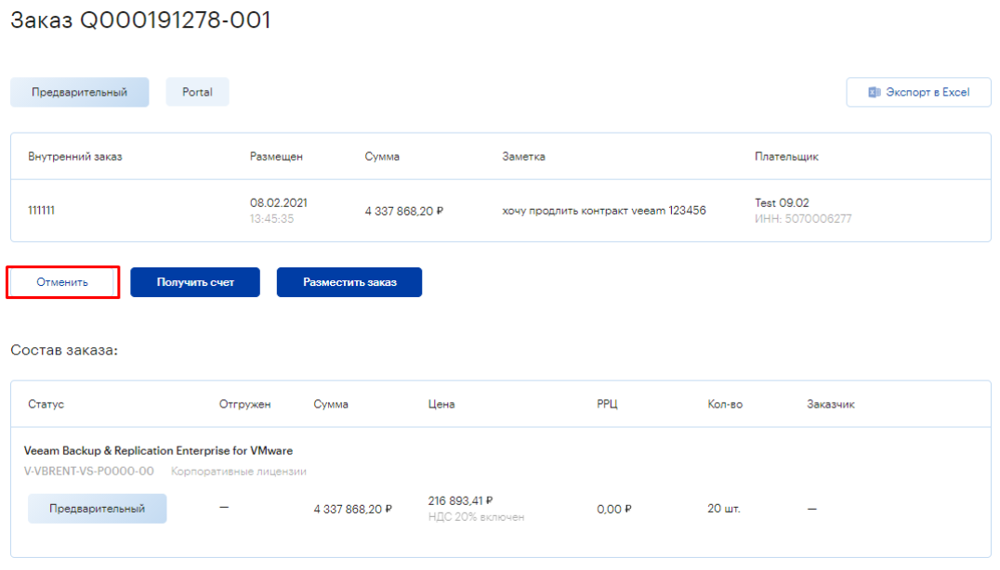 Заказ Q000191278-001
Предварительный Portal Экспорт в Excel
Внутренний заказ Размещен Сумма Заметка Плательщик
111111 08.02.2021 4 337 868,20 ₽ хочу продлить контракт veeam 123456 Test 09.02
13:45:35 ИНН: 5070006277
Отменить Получить счет Разместить заказ
Состав заказа:
Статус Отгружен Сумма Цена РРЦ Кол-во Заказчик
Veeam Backup & Replication Enterprise for VMware
V-VBRENT-VS-P0000-00 Корпоративные лицензии
Предварительный — 4 337 868,20 ₽ 216 893,41 ₽ 0,00 ₽ 20 шт. —
НДС 20% включен